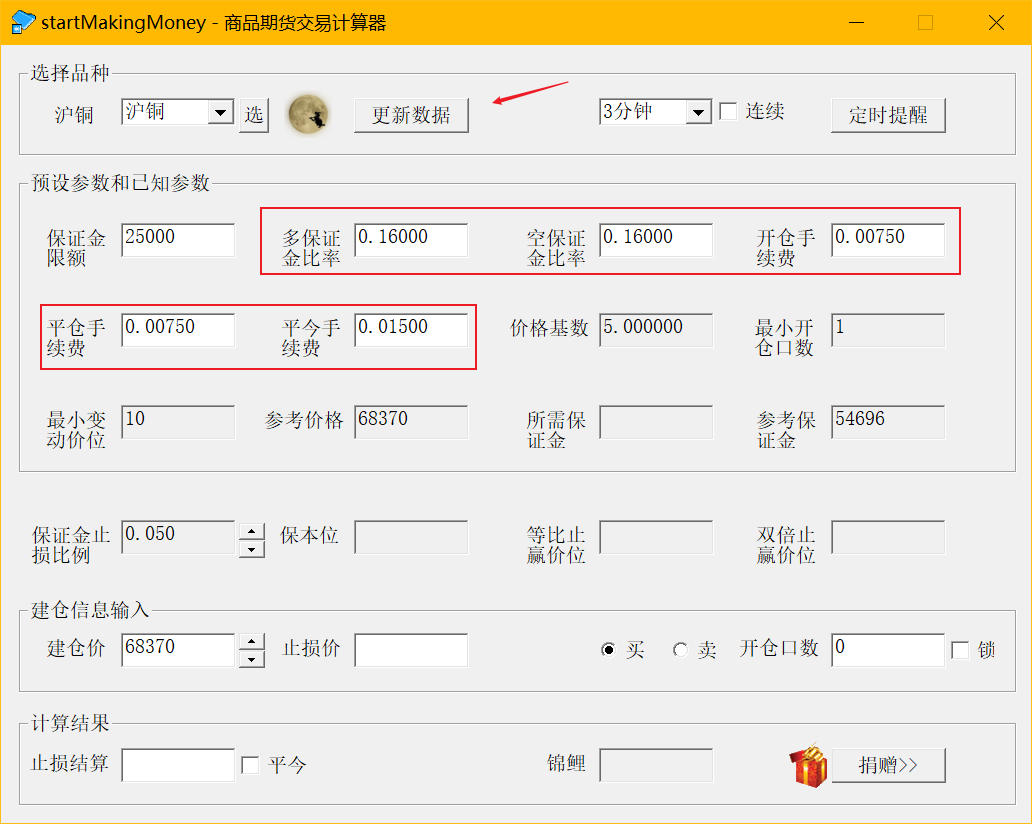 startMakingMoney - 商品期货交易计算器
选择品种
沪铜 沪铜 选 更新数据 3分钟 连续 定时提醒
预设参数和已知参数
保证金
限额
25000
多保证
金比率
0.16000
空保证
金比率
0.16000
开仓手
续费
0.00750
平仓手
续费
0.00750
平今手
续费
0.01500
价格基数
5.000000
最小开
仓口数
1
最小变
动价位
10
参考价格
68370
所需保
证金
参考保
证金
54696
保证金止
损比例
0.050
保本位
等比止
赢价位
双倍止
赢价位
建仓信息输入
建仓价 68370 止损价 买 卖 开仓口数 0 锁
计算结果
止损结算 平今 锦鲤 捐赠>>